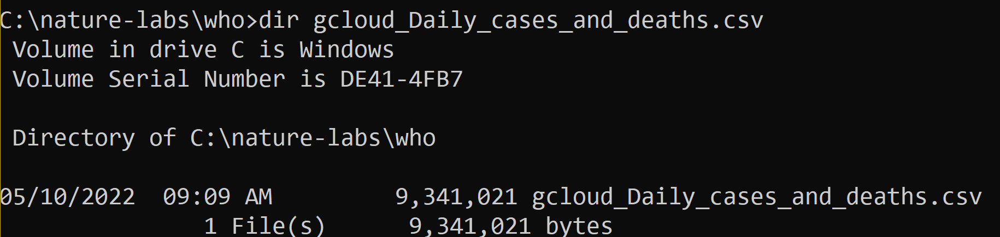 C:\nature-labs\who>dir gcloud_Daily_cases_and_deaths.csv
Volume in drive C is Windows
Volume Serial Number is DE41-4FB7
Directory of C:\nature-labs\who
05/10/2022  09:09 AM         9,341,021 gcloud_Daily_cases_and_deaths.csv
1 File(s)      9,341,021 bytes